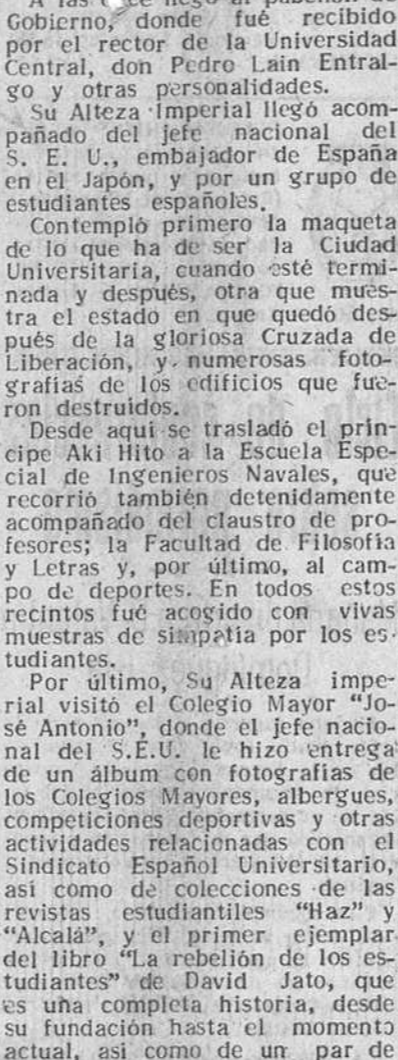 A las
Gobierno, donde fué recibido
por el rector de la Universidad
Central, don Pedro Lain Entral-
go y otras personalidades.
Su Alteza Imperial llegó acom-
pañado del jefe nacional del
S. E. U., embajador de España
en el Japón, y por un grupo de
estudiantes españoles.
Contempló primero la maqueta
de lo que ha de ser la Ciudad
Universitaria, cuando esté termi-
nada y después, otra que mues-
tra el estado en que quedó des-
pués de la gloriosa Cruzada de
Liberación, y numerosas foto-
grafías de los edificios que fue-
ron destruidos.
Desde aqui se trasladó el prin-
cipe Aki Hito a la Escuela Espe-
cial de Ingenieros Navales, que
recorrió también detenidamente
acompañado del claustro de pro-
fesores; la Facultad de Filosofía
y Letras y, por último, al cam-
po de deportes. En todos estos
recintos fué acogido con vivas
muestras de simpatía por los es-
tudiantes.
Por último, Su Alteza impe-
rial visitó el Colegio Mayor "Jo-
sé Antonio", donde el jefe nacio-
nal del S.E.U. le hizo entrega
de un álbum con fotografías de
los Colegios Mayores, albergues,
competiciones deportivas y otras
actividades relacionadas con el
Sindicato Español Universitario,
así como de colecciones de las
revistas estudiantiles "Haz" y
"Alcalá", y el primer ejemplar
del libro "La rebelión de los es-
tudiantes" de David Jato, que
es una completa historia, desde
su fundación hasta el momento
actual, asi como de un par de